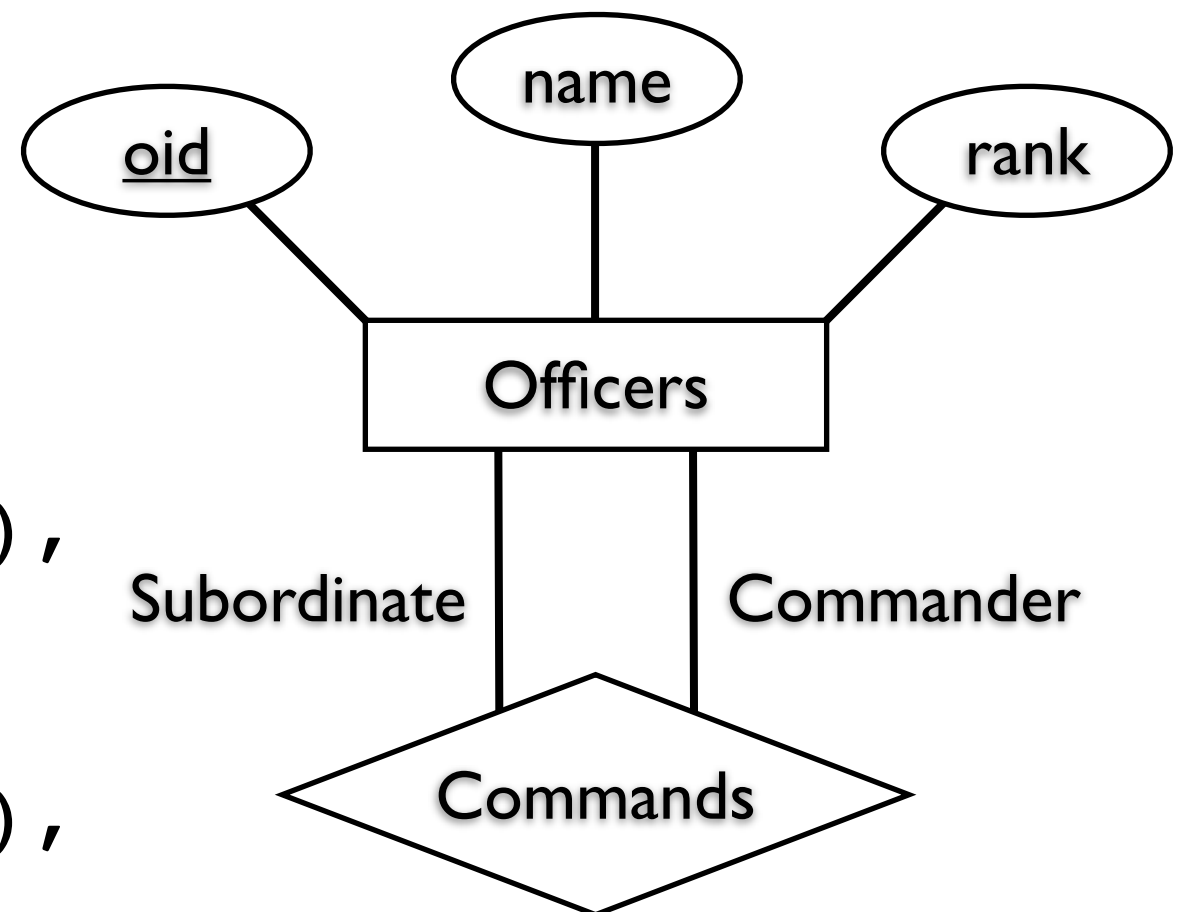 name
oid
rank
Officers
),
Subordinate
Commander
Commands
),